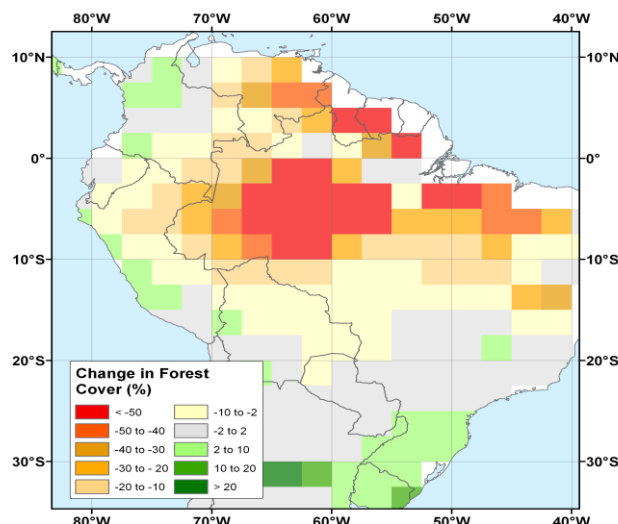 80°W 70°W 60°W 50°W 40°W
10°N 10°N
0° 0°
10°S 10°S
20°S 20°S
Change in Forest
Cover (%)
< -50 -10 to -2
-50 to -40 -2 to 2
-40 to -30 2 to 10
-30 to - 20 10 to 20
-20 to -10 > 20
30°S 30°S
80°W 70°W 60°W 50°W 40°W